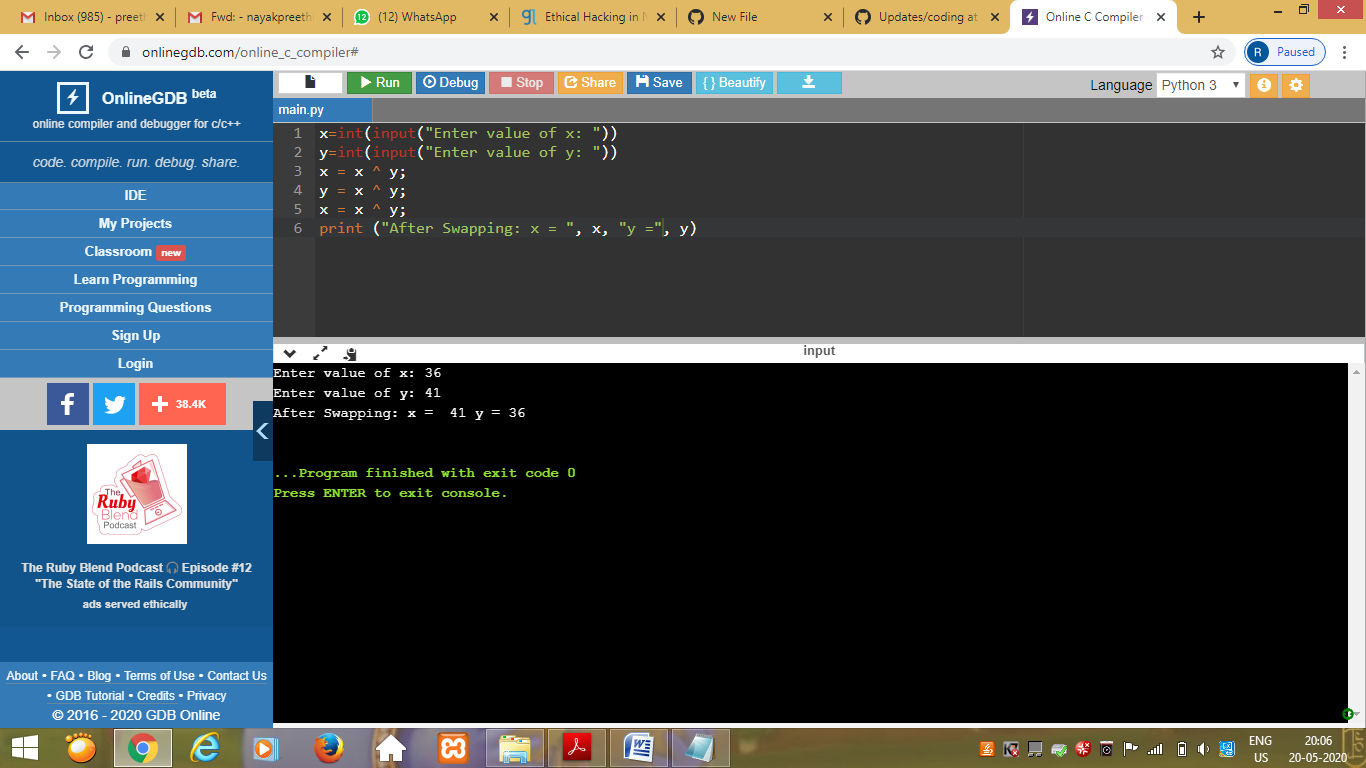 Inbox (985) - preeth
Fwd: - nayakpreeth
(12) WhatsApp
Ethical Hacking in
New File
Updates/coding at
Online C Compiler
onlinegdb.com/online_c_compiler#
R Paused
OnlineGDB beta
online compiler and debugger for c/c++
code. compile. run. debug. share.
IDE
My Projects
Classroom new
Learn Programming
Programming Questions
Sign Up
Login
38.4K
The Ruby Blend Podcast
The Ruby Blend Podcast 🎧 Episode #12
"The State of the Rails Community"
ads served ethically
About • FAQ • Blog • Terms of Use • Contact Us
• GDB Tutorial • Credits • Privacy
© 2016 - 2020 GDB Online
Run Debug Stop Share Save { } Beautify
Language Python 3
main.py
1 x=int(input("Enter value of x: "))
2 y=int(input("Enter value of y: "))
3 x = x ^ y;
4 y = x ^ y;
5 x = x ^ y;
6 print ("After Swapping: x = ", x, "y =", y)
input
Enter value of x: 36
Enter value of y: 41
After Swapping: x =  41 y = 36
...Program finished with exit code 0
Press ENTER to exit console.
ENG
US
20:06
20-05-2020